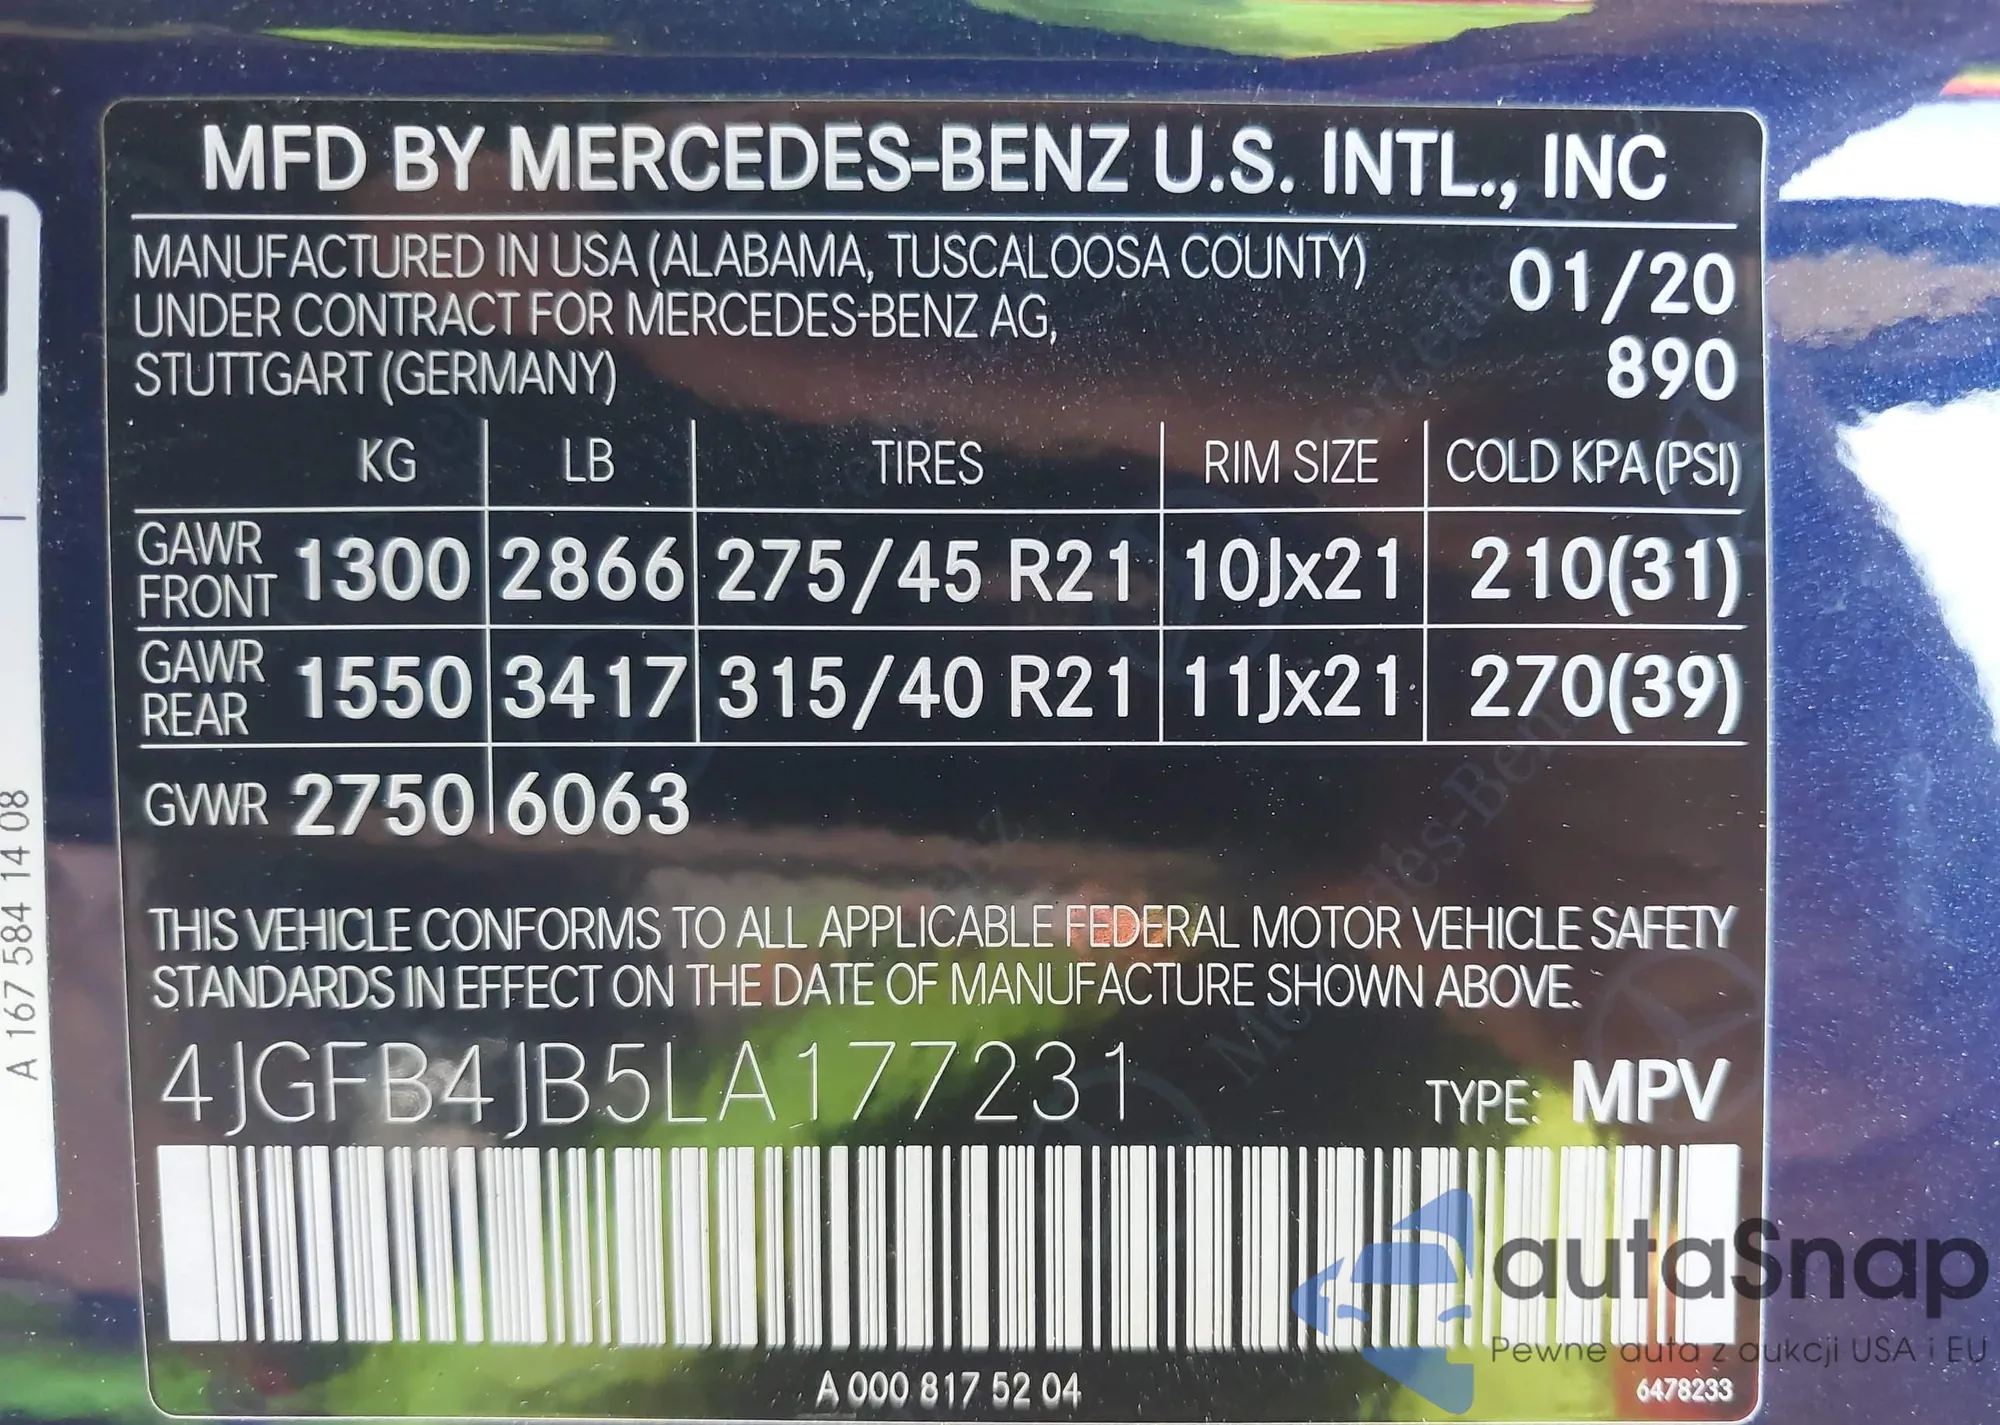 MFD BY MERCEDES-BENZ U.S. INTL., INC
MANUFACTURED IN USA (ALABAMA, TUSCALOOSA COUNTY)
UNDER CONTRACT FOR MERCEDES-BENZ AG,
STUTTGART (GERMANY)
01/20
890
KG LB TIRES RIM SIZE COLD KPA (PSI)
GAWR FRONT 1300 2866 275/45 R21 10Jx21 210(31)
GAWR REAR 1550 3417 315/40 R21 11Jx21 270(39)
GVWR 2750 6063
THIS VEHICLE CONFORMS TO ALL APPLICABLE FEDERAL MOTOR VEHICLE SAFETY
STANDARDS IN EFFECT ON THE DATE OF MANUFACTURE SHOWN ABOVE.
4JGFB4JB5LA177231
TYPE: MPV
A 000 817 52 04
6478233
A 167 584 14 08
autaSnap
Pewne auta z aukcji USA i EU